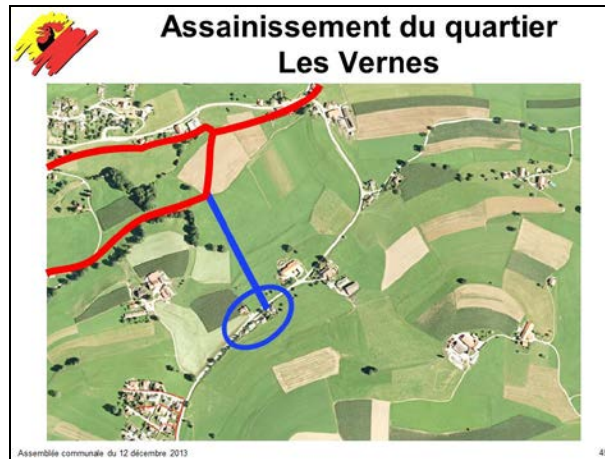 Assainissement du quartier
Les Vernes
Assemblée communale du 12 décembre 2013